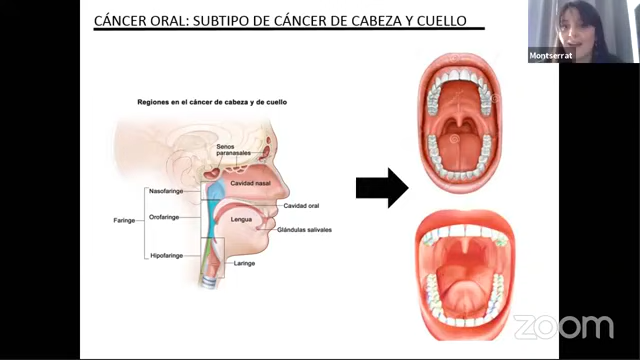 CÁNCER ORAL: SUBTIPO DE CÁNCER DE CABEZA Y CUELLO
Montserrat
Regiones en el cáncer de cabeza y de cuello
Senos
paranasales
Cavidad nasal
Nasofaringe
Cavidad oral
Faringe
Orofaringe
Lengua
Glándulas salivales
Hipofaringe
Laringe
zoom